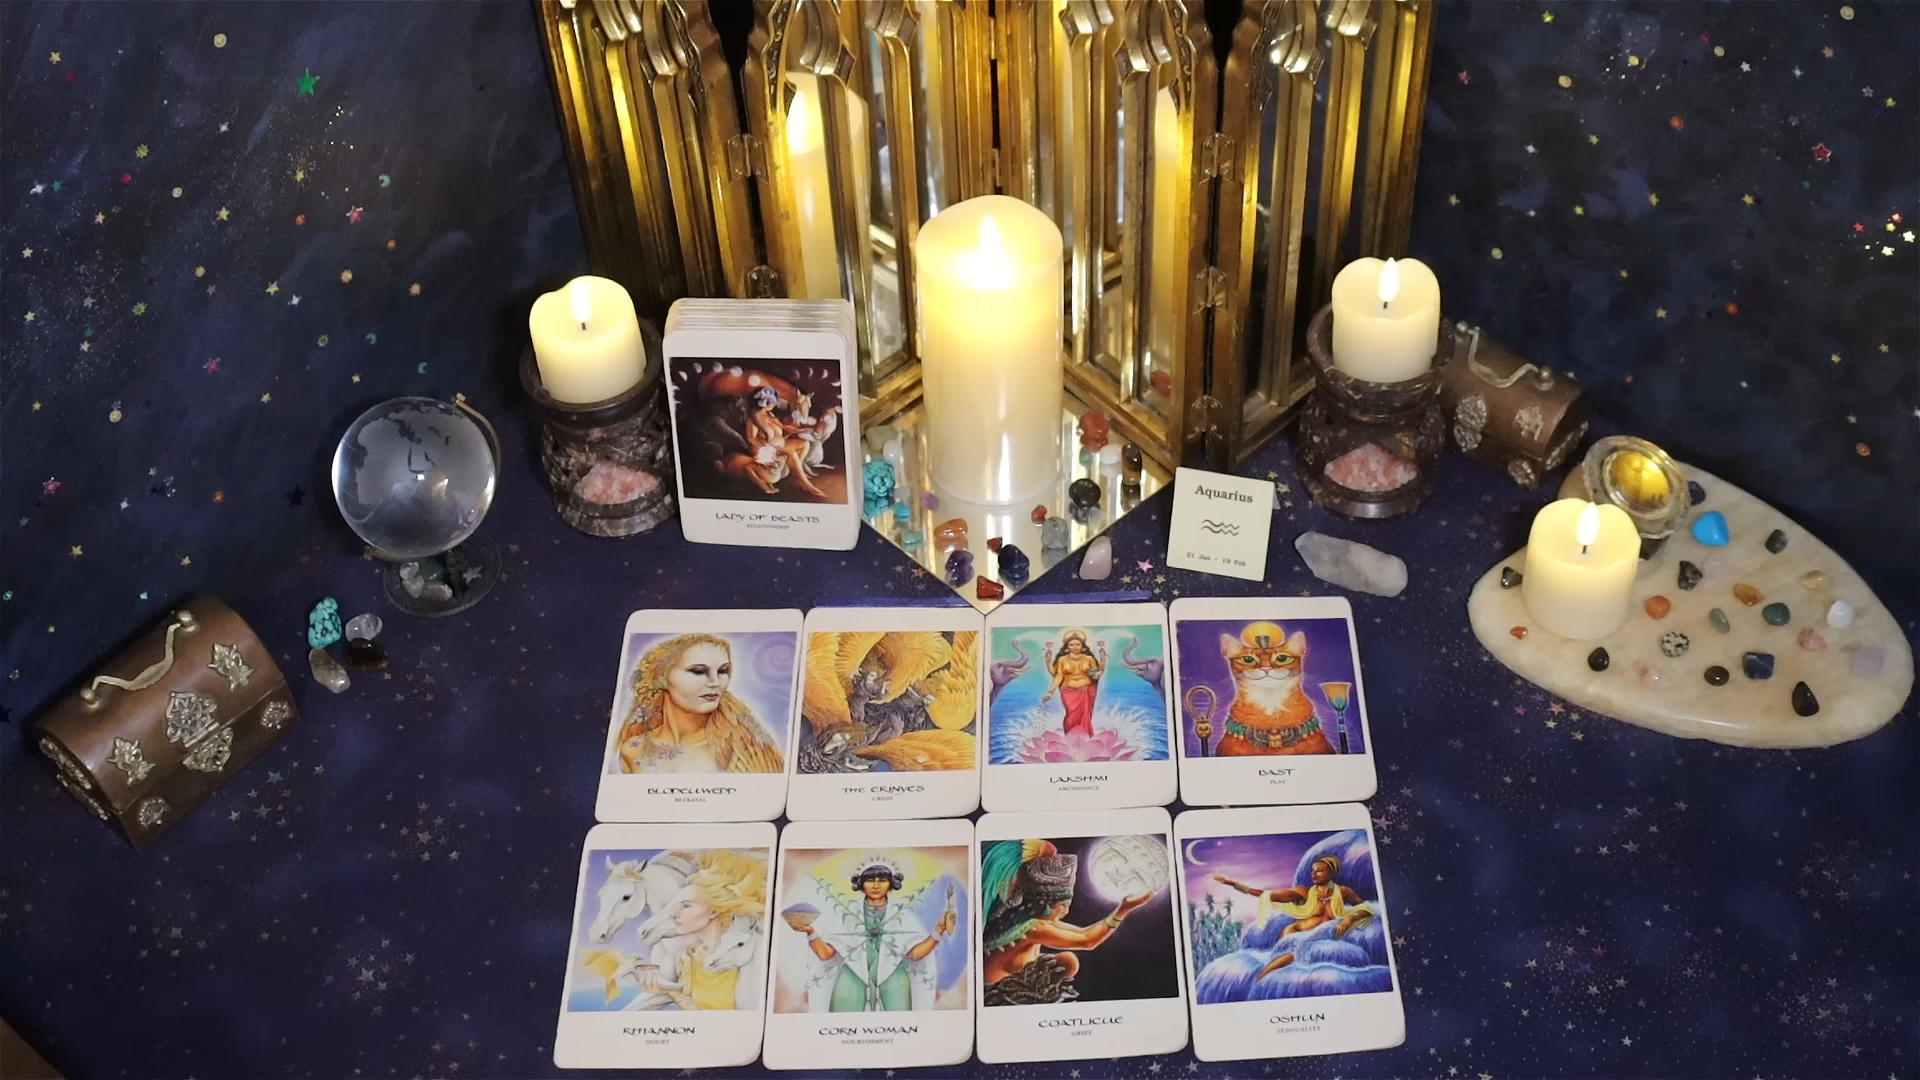 LADY OF BEASTS
RELATIONSHIP
Aquarius
21 Jan - 19 Feb
BLODEUWEDD
BETRAYAL
THE ERINYES
CRISIS
LAKSHMI
ABUNDANCE
BAST
PLAY
RHIANNON
DOUBT
CORN WOMAN
NOURISHMENT
COATLICUE
GRIEF
OSHUN
SENSUALITY